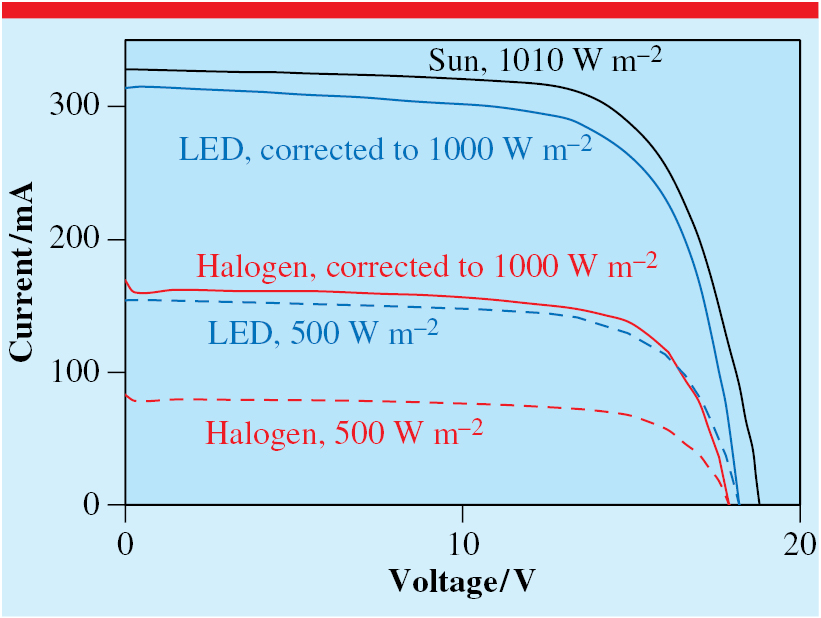 Sun, 1010 W m–2
300
LED, corrected to 1000 W m–2
200
Halogen, corrected to 1000 W m–2
LED, 500 W m–2
100
Halogen, 500 W m–2
0
0 10 20
Voltage/V
Current/mA